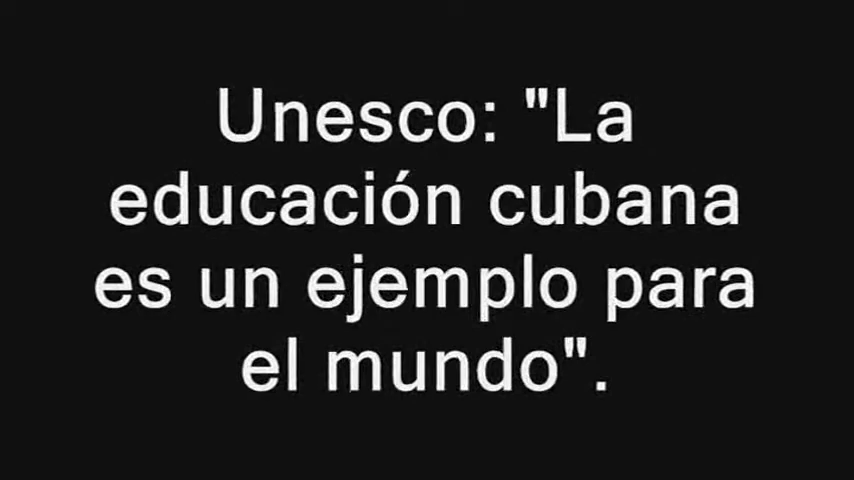 Unesco: "La
educación cubana
es un ejemplo para
el mundo".